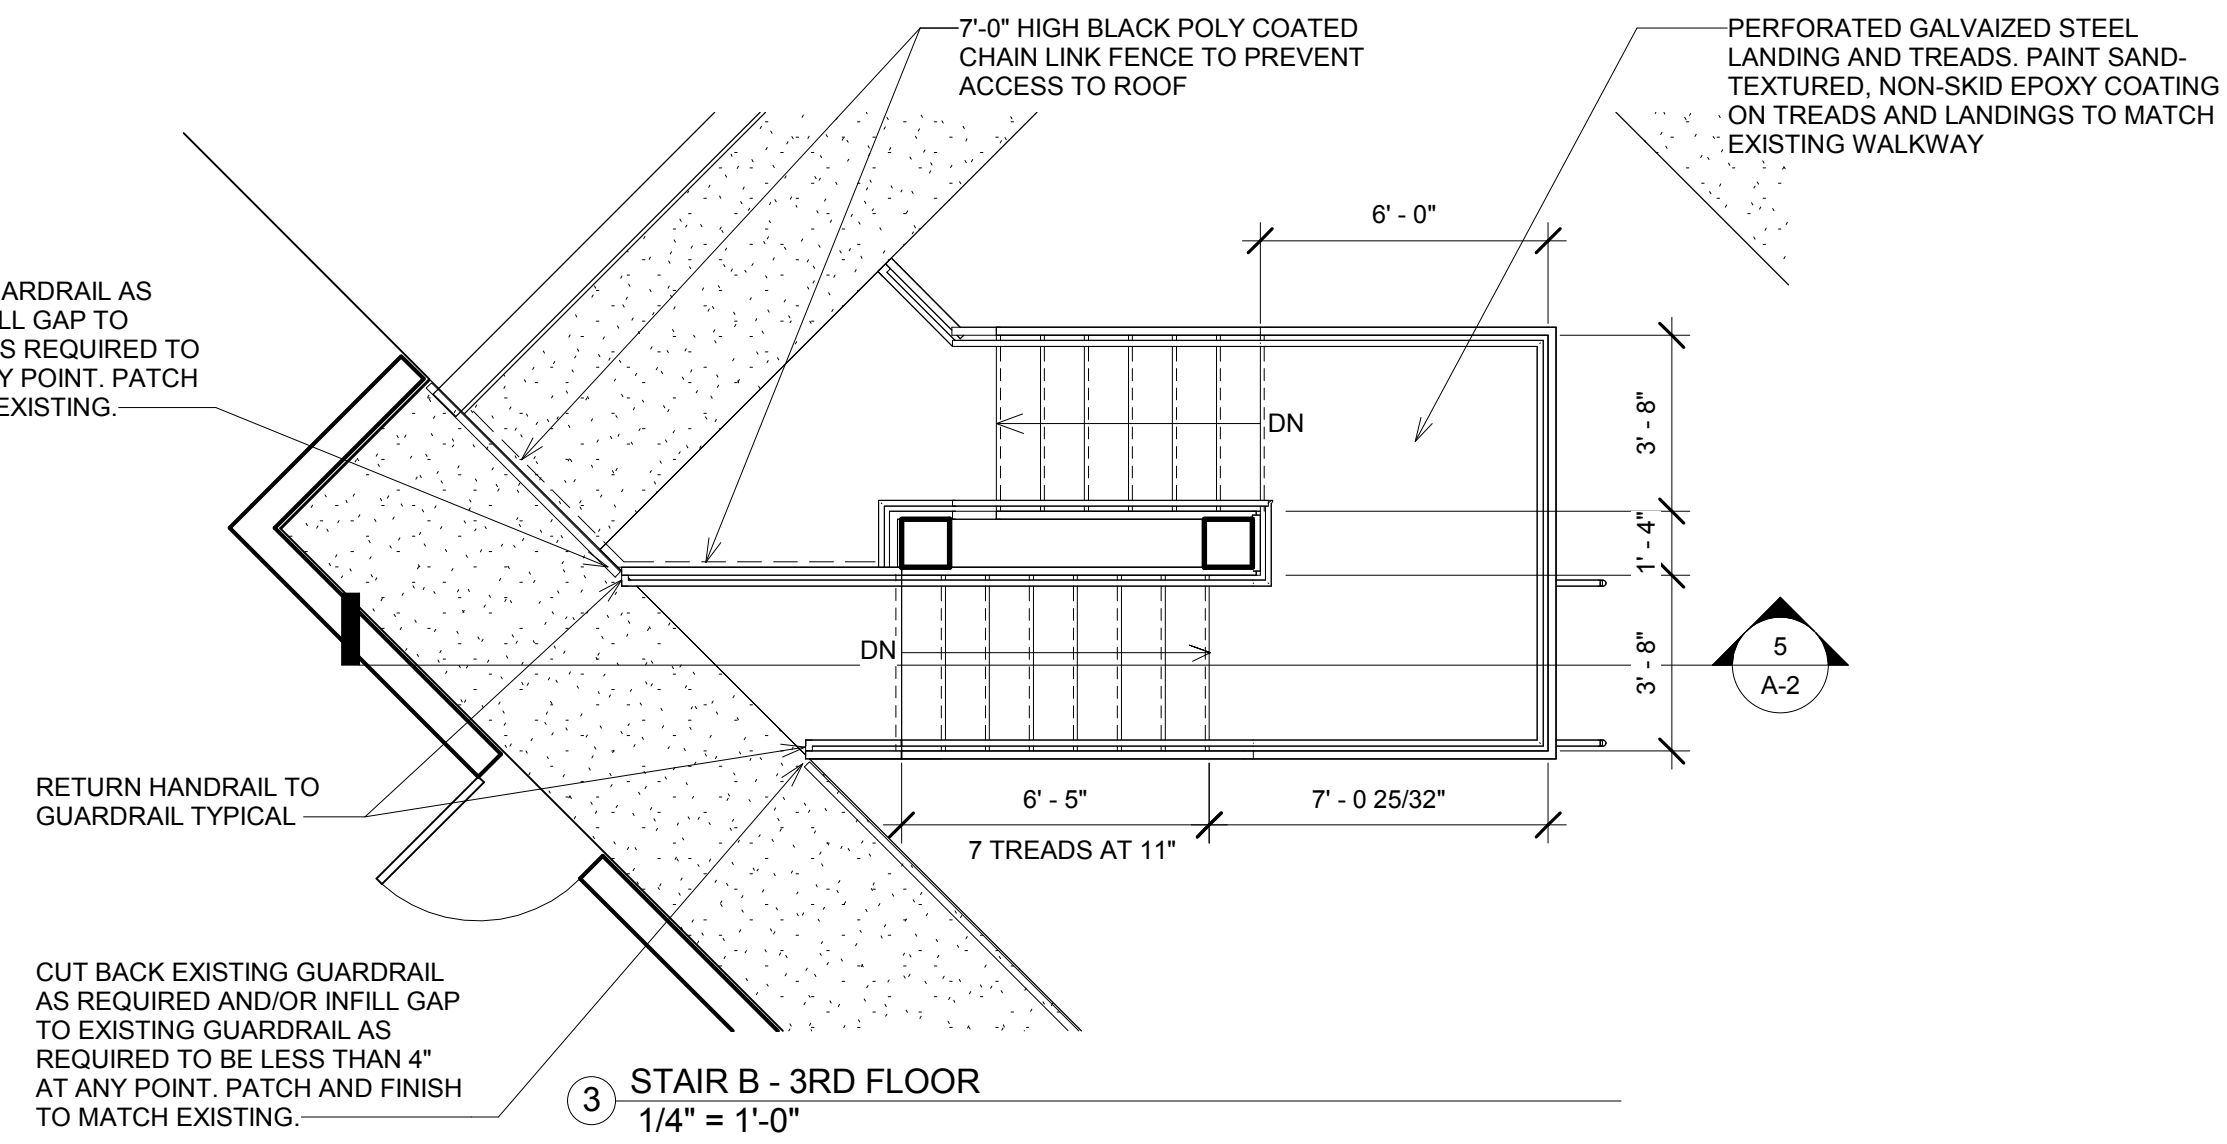 7'-0" HIGH BLACK POLY COATED
CHAIN LINK FENCE TO PREVENT
ACCESS TO ROOF
PERFORATED GALVAIZED STEEL
LANDING AND TREADS. PAINT SAND-
TEXTURED, NON-SKID EPOXY COATING
ON TREADS AND LANDINGS TO MATCH
EXISTING WALKWAY
6' - 0"
ARDRAIL AS
LL GAP TO
S REQUIRED TO
Y POINT. PATCH
EXISTING.
DN
3' - 8"
1' - 4"
3' - 8"
DN
5
A-2
RETURN HANDRAIL TO
GUARDRAIL TYPICAL
6' - 5"
7' - 0 25/32"
7 TREADS AT 11"
CUT BACK EXISTING GUARDRAIL
AS REQUIRED AND/OR INFILL GAP
TO EXISTING GUARDRAIL AS
REQUIRED TO BE LESS THAN 4"
AT ANY POINT. PATCH AND FINISH
TO MATCH EXISTING.
3
STAIR B - 3RD FLOOR
1/4" = 1'-0"